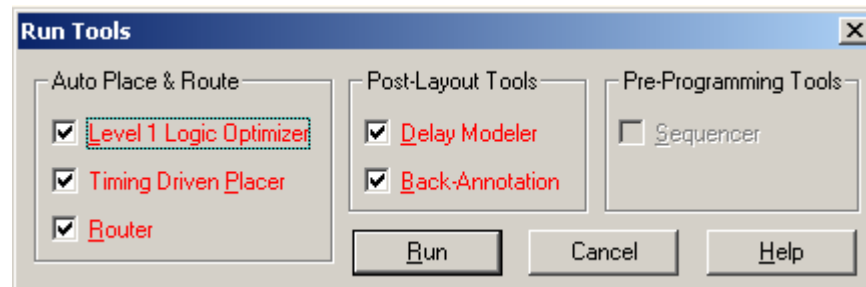 Run Tools
Auto Place & Route
Level 1 Logic Optimizer
Timing Driven Placer
Router
Post-Layout Tools
Delay Modeler
Back-Annotation
Pre-Programming Tools
Sequencer
Run
Cancel
Help